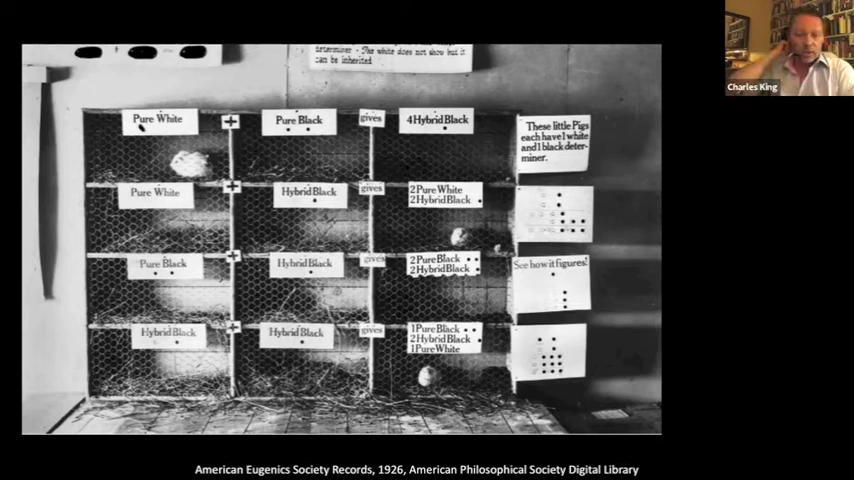 determiner - The white does not show but it
can be inherited.
Pure White
+
Pure Black
gives
4 Hybrid Black
These little Pigs
each have 1 white
and 1 black deter-
miner.
Pure White
+
Hybrid Black
gives
2 Pure White
2 Hybrid Black
Pure Black
+
Hybrid Black
gives
2 Pure Black
2 Hybrid Black
See how it figures!
Hybrid Black
+
Hybrid Black
gives
1 Pure Black
2 Hybrid Black
1 Pure White
Charles King
American Eugenics Society Records, 1926, American Philosophical Society Digital Library